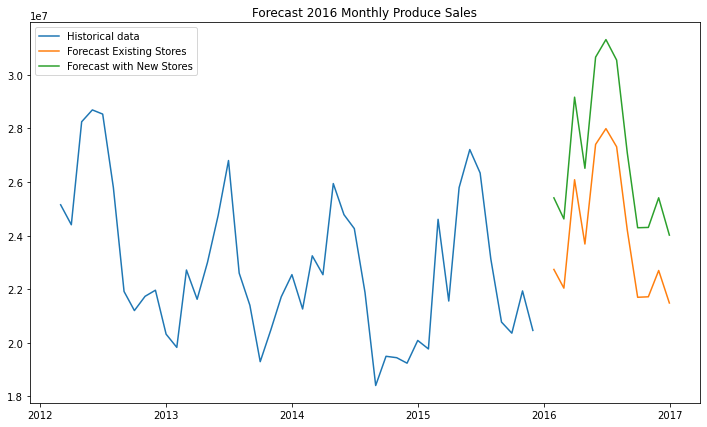 Forecast 2016 Monthly Produce Sales
1e7
Historical data
Forecast Existing Stores
Forecast with New Stores
3.0
2.8
2.6
2.4
2.2
2.0
1.8
2012 2013 2014 2015 2016 2017